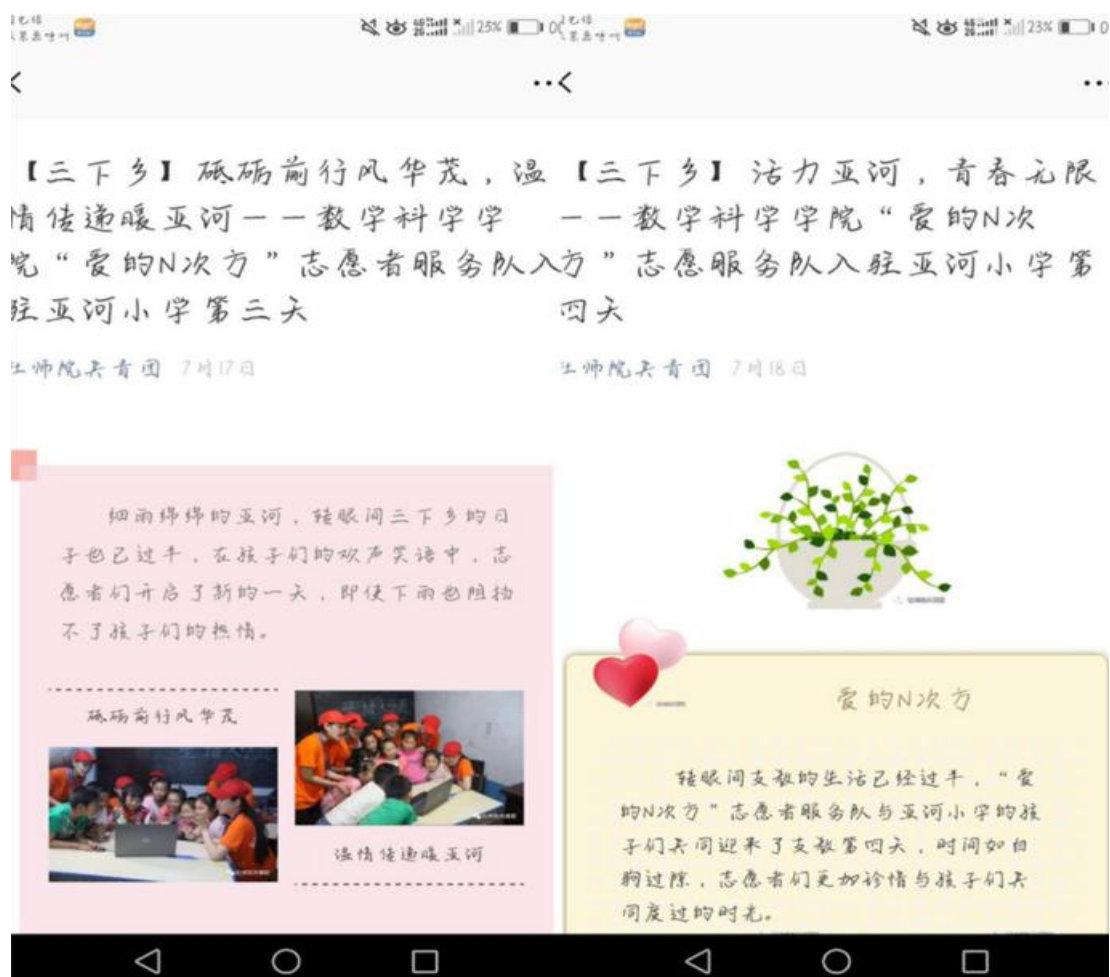 25%
【三下乡】砥砺前行风华茂，温
情传递暖亚河——数学科学学
院“爱的N次方”志愿者服务队入
驻亚河小学第三天
师院共青团 7月17日
细雨绵绵的亚河，转眼间三下乡的日
子也已过半，在孩子们的欢声笑语中，志
愿者们开启了新的一天，即使下雨也阻挡
不了孩子们的热情。
砥砺前行风华茂
温情传递暖亚河
23%
【三下乡】活力亚河，青春无限
——数学科学学院“爱的N次
方”志愿服务队入驻亚河小学第
四天
师院共青团 7月18日
爱的N次方
转眼间支教的生活已经过半，“爱
的N次方”志愿者服务队与亚河小学的孩
子们共同迎来了支教第四天，时间如白
驹过隙，志愿者们更加珍惜与孩子们共
同度过的时光。